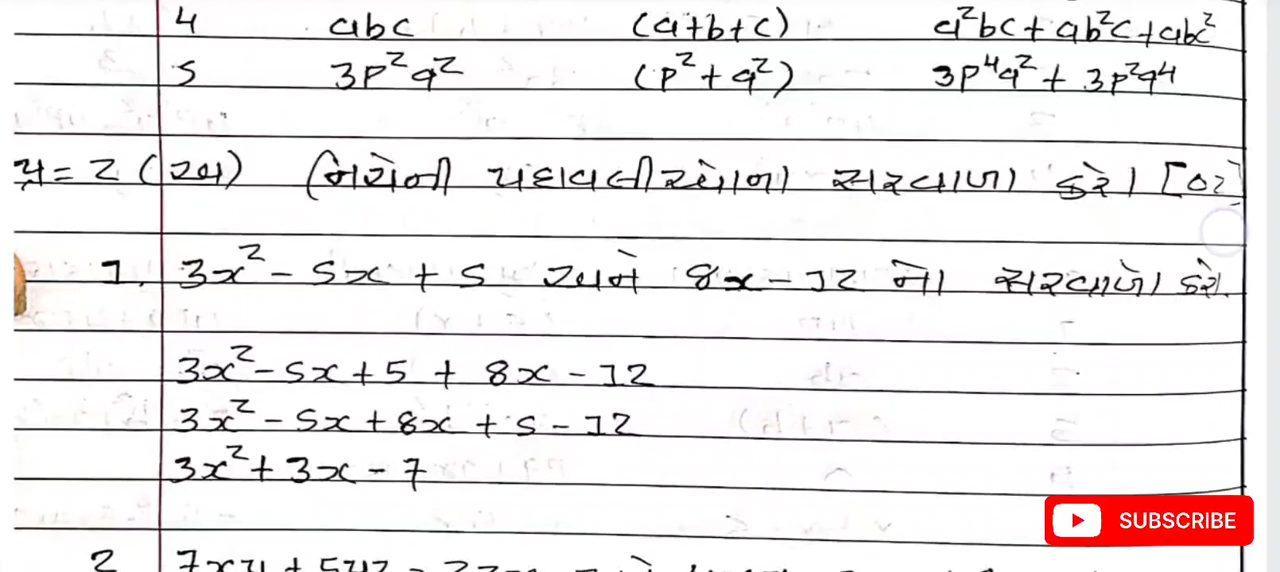 4 abc (a+b+c) a²bc + ab²c + abc²
5 3p²q² (p²+q²) 3p⁴q² + 3p²q⁴
પ્ર = 2 (અ) નીચેની પદાવલીઓના સરવાળા કરો [02]
1. 3x² - 5x + 5 અને 8x - 12 નો સરવાળો કરો.
3x² - 5x + 5 + 8x - 12
3x² - 5x + 8x + 5 - 12
3x² + 3x - 7
SUBSCRIBE
2